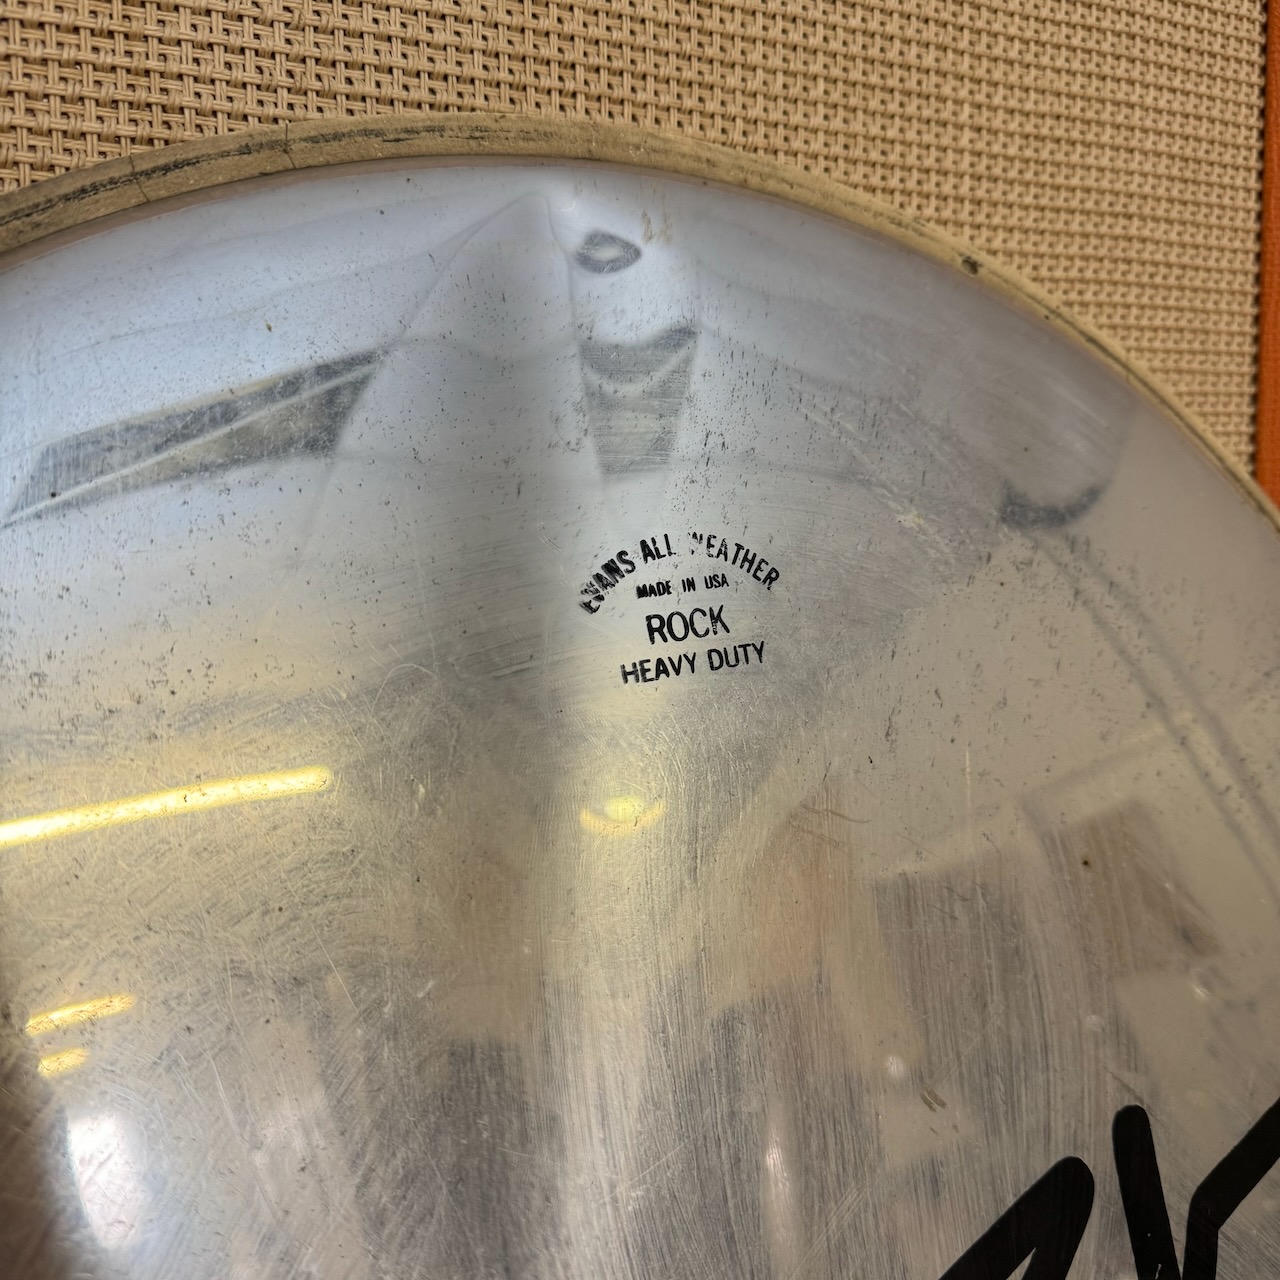 EVANS ALL WEATHER
MADE IN USA
ROCK
HEAVY DUTY